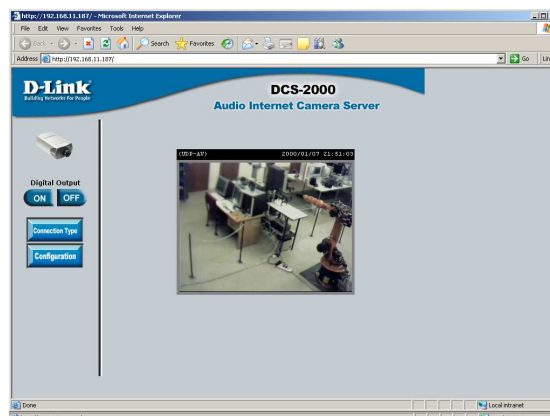 http://192.168.11.187/ - Microsoft Internet Explorer
File Edit View Favorites Tools Help
Back Search Favorites
Address http://192.168.11.187/ Go Lin
D-Link
Building Networks for People
DCS-2000
Audio Internet Camera Server
(UDP-AV) 2000/01/07 21:51:03
Digital Output
ON OFF
Connection Type
Configuration
Done Local intranet